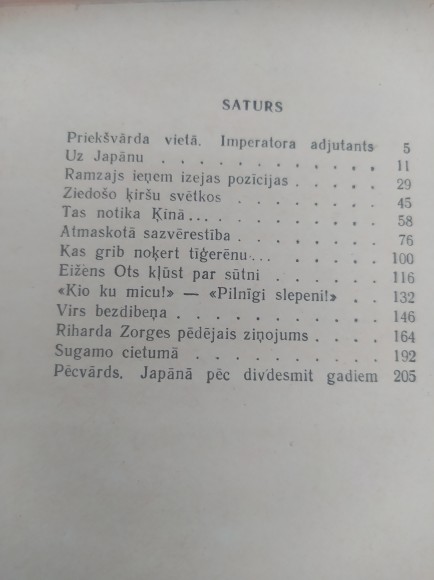 SATURS
Priekšvārda vietā. Imperatora adjutants 5
Uz Japānu . . . . . . . . . . . 11
Ramzajs ieņem izejas pozīcijas . . . . 29
Ziedošo ķiršu svētkos . . . . . . . 45
Tas notika Ķīnā... . . . . . . . 58
Atmaskotā sazvērestība . . . . . . 76
Kas grib noķert tīģerēnu... . . . . . 100
Eižens Ots kļūst par sūtni . . . . . 116
«Kio ku micu!» — «Pilnīgi slepeni!» . . 132
Virs bezdibeņa . . . . . . . . . 146
Riharda Zorges pēdējais ziņojums . . . . 164
Sugamo cietumā . . . . . . . . . 192
Pēcvārds. Japānā pēc divdesmit gadiem 205